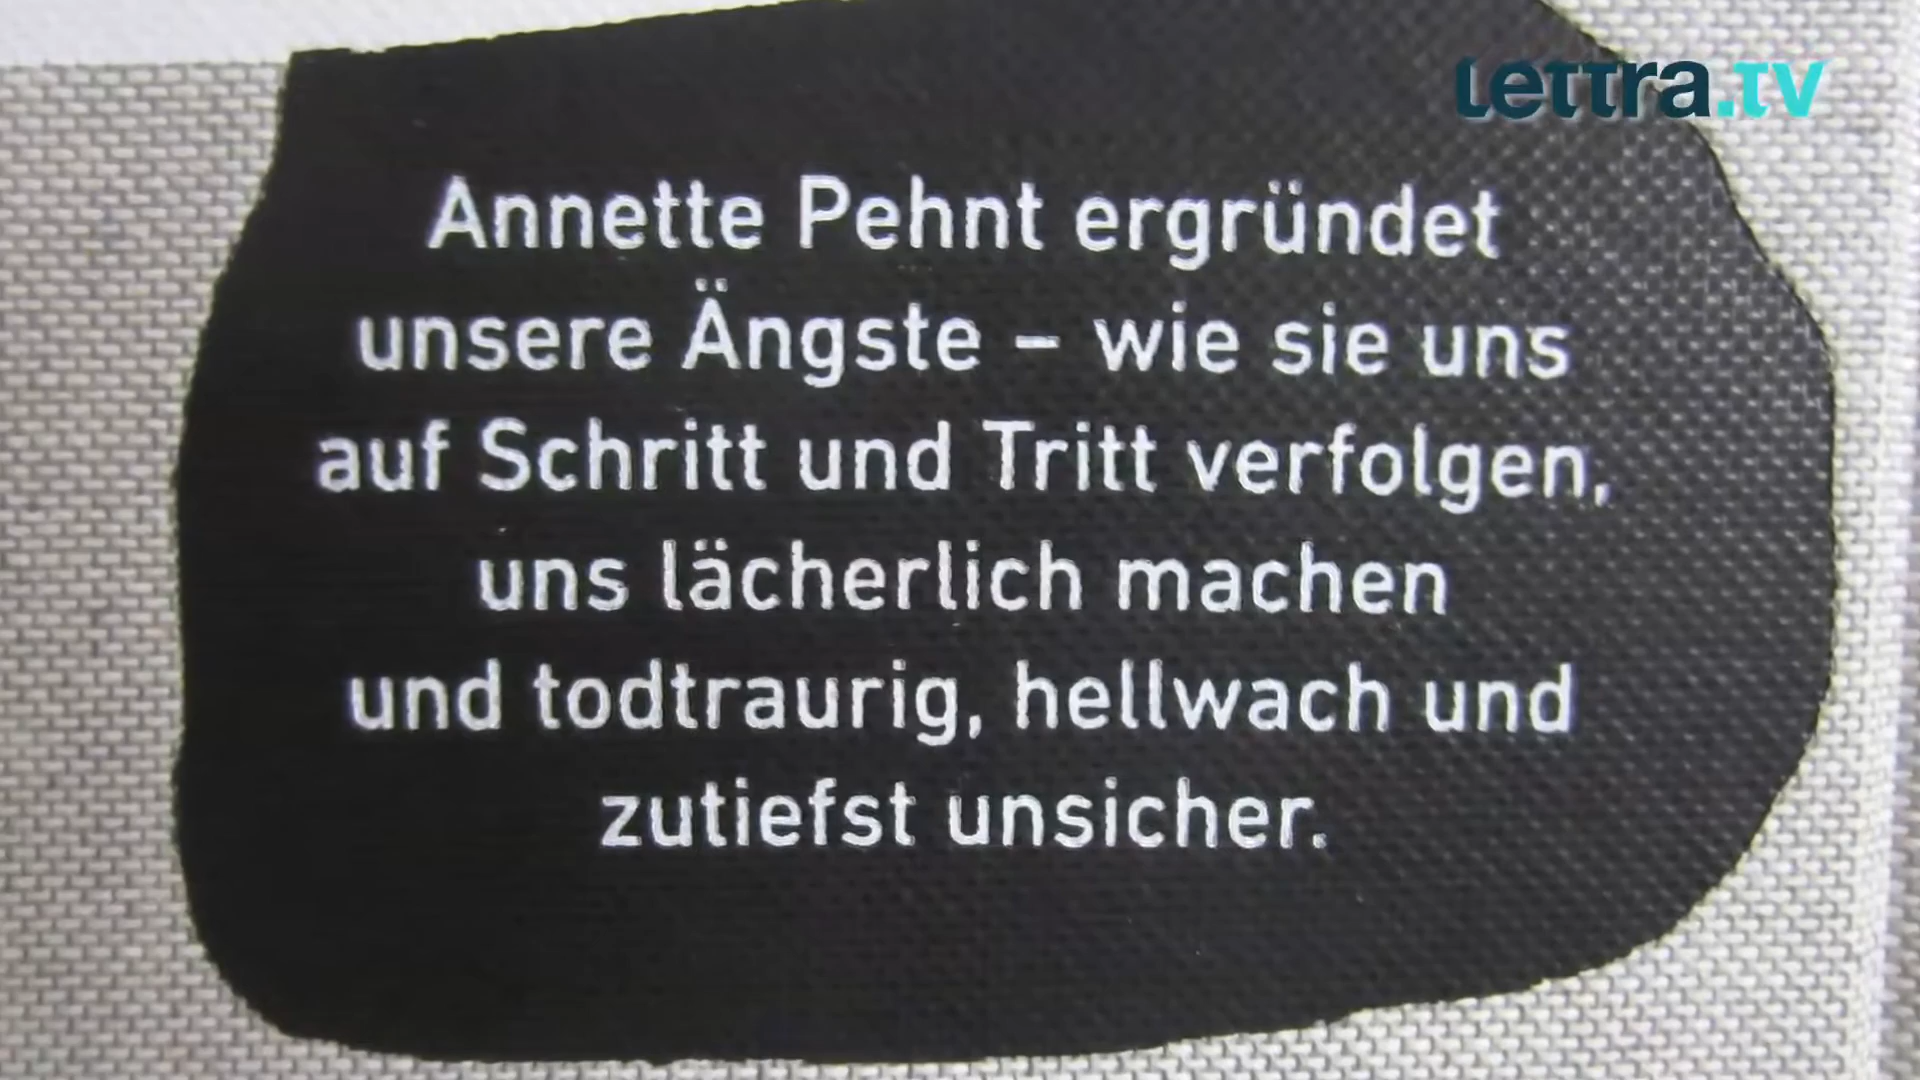 lettra.tv
Annette Pehnt ergründet
unsere Ängste – wie sie uns
auf Schritt und Tritt verfolgen,
uns lächerlich machen
und todtraurig, hellwach und
zutiefst unsicher.